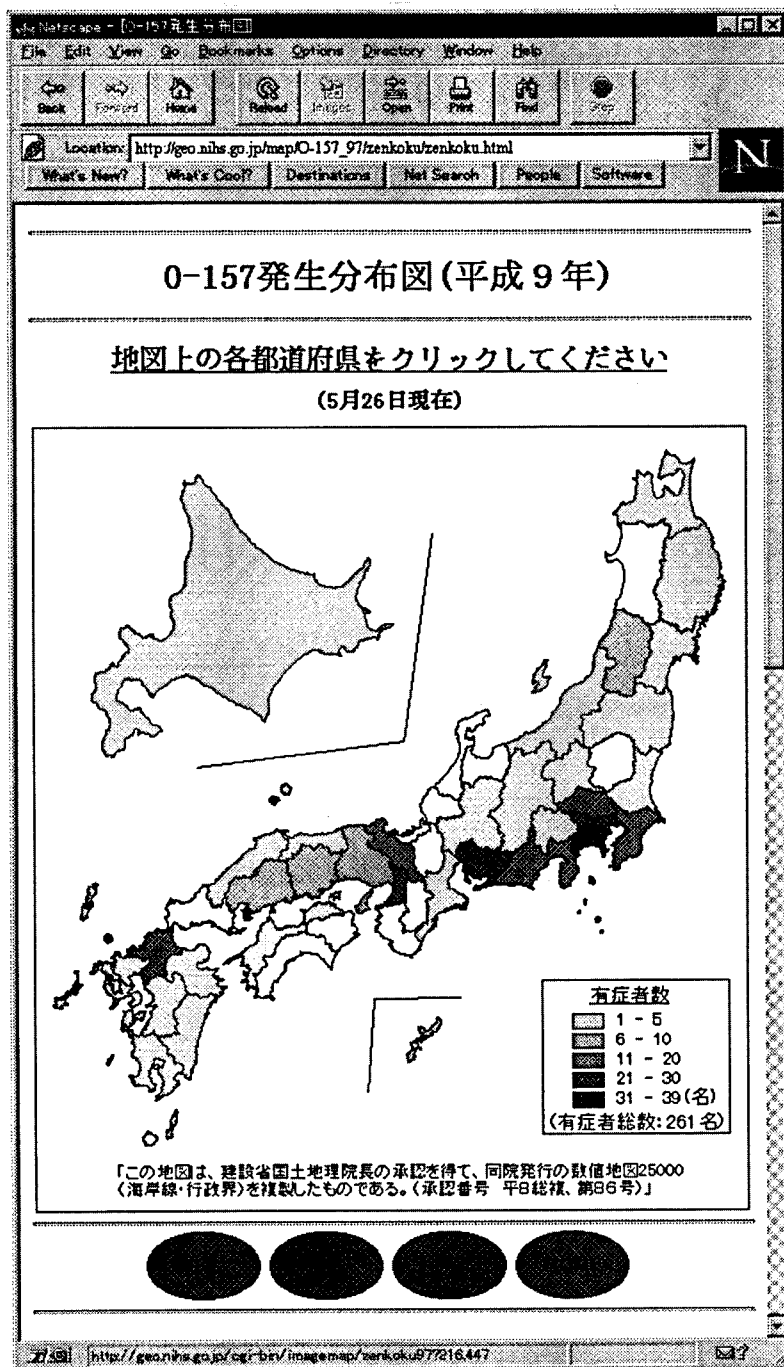 Netscape - [O-157発生分布図]
File Edit View Go Bookmarks Options Directory Window Help
Back Forward Home Reload Images Open Print Find Stop
Location: http://geo.nihs.go.jp/map/O-157_97/zenkoku/zenkoku.html
N
What's New? What's Cool? Destinations Net Search People Software
O-157発生分布図(平成9年)
地図上の各都道府県をクリックしてください
(5月26日現在)
有症者数
1 - 5
6 - 10
11 - 20
21 - 30
31 - 39(名)
(有症者総数:261名)
「この地図は、建設省国土地理院長の承認を得て、同院発行の数値地図25000
(海岸線・行政界)を複製したものである。(承認番号 平8総複、第86号)」
http://geo.nihs.go.jp/cgi-bin/imagemap/zenkoku97?216,447